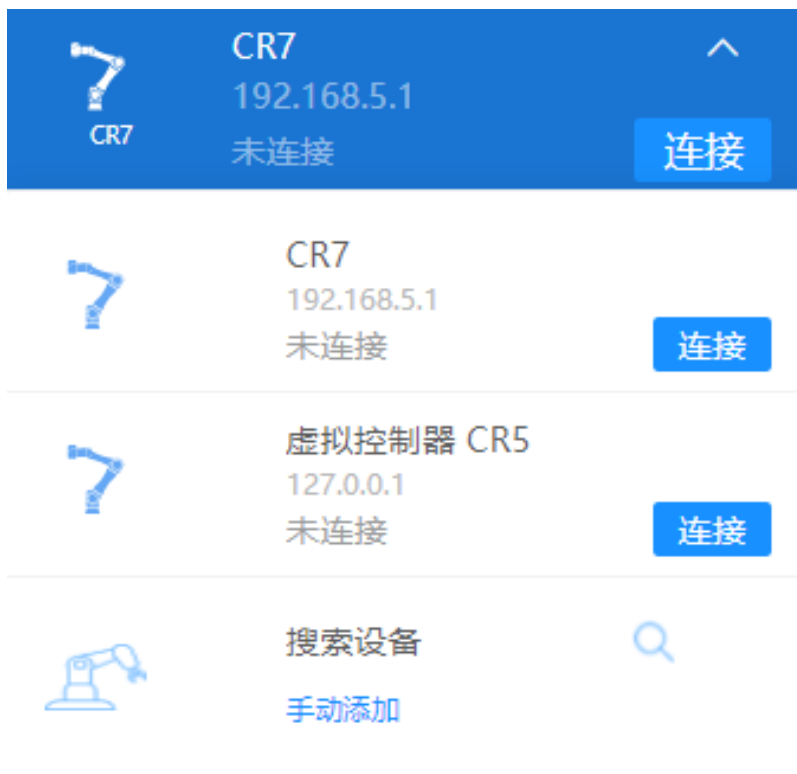 CR7
192.168.5.1
未连接
CR7
连接
CR7
192.168.5.1
未连接
连接
虚拟控制器 CR5
127.0.0.1
未连接
连接
搜索设备
手动添加